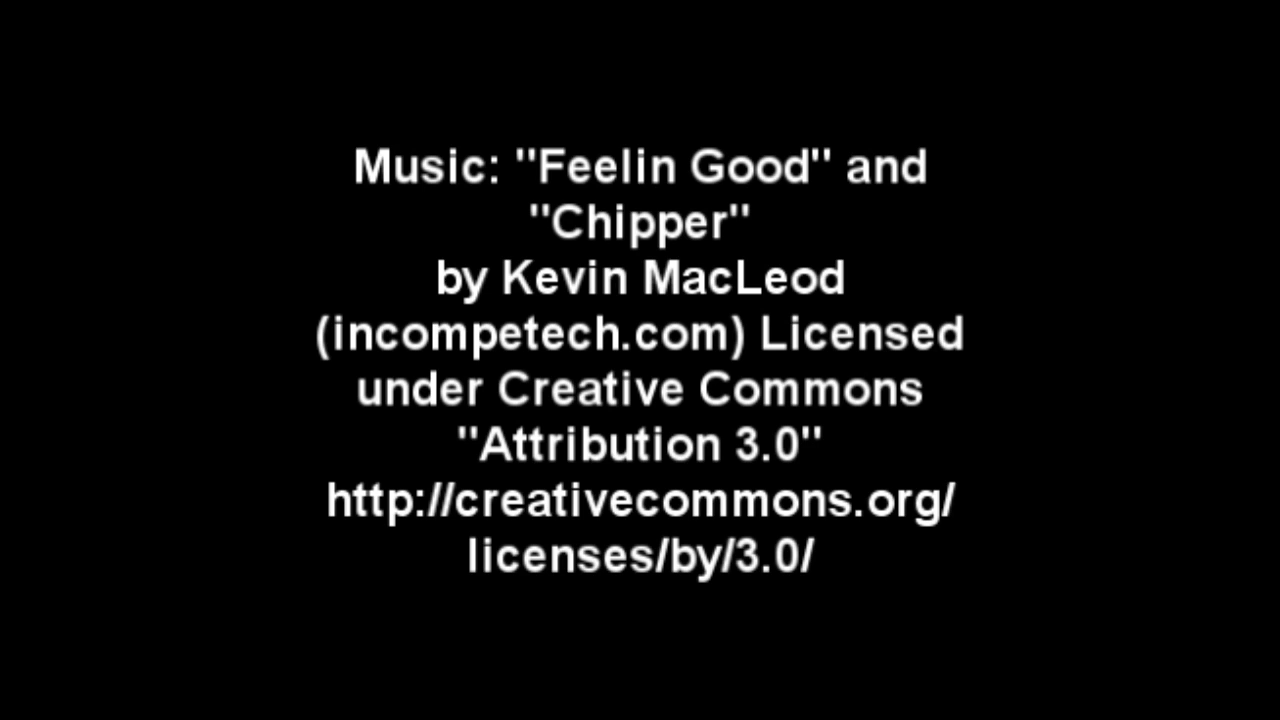 Music: "Feelin Good" and
"Chipper"
by Kevin MacLeod
(incompetech.com) Licensed
under Creative Commons
"Attribution 3.0"
http://creativecommons.org/
licenses/by/3.0/